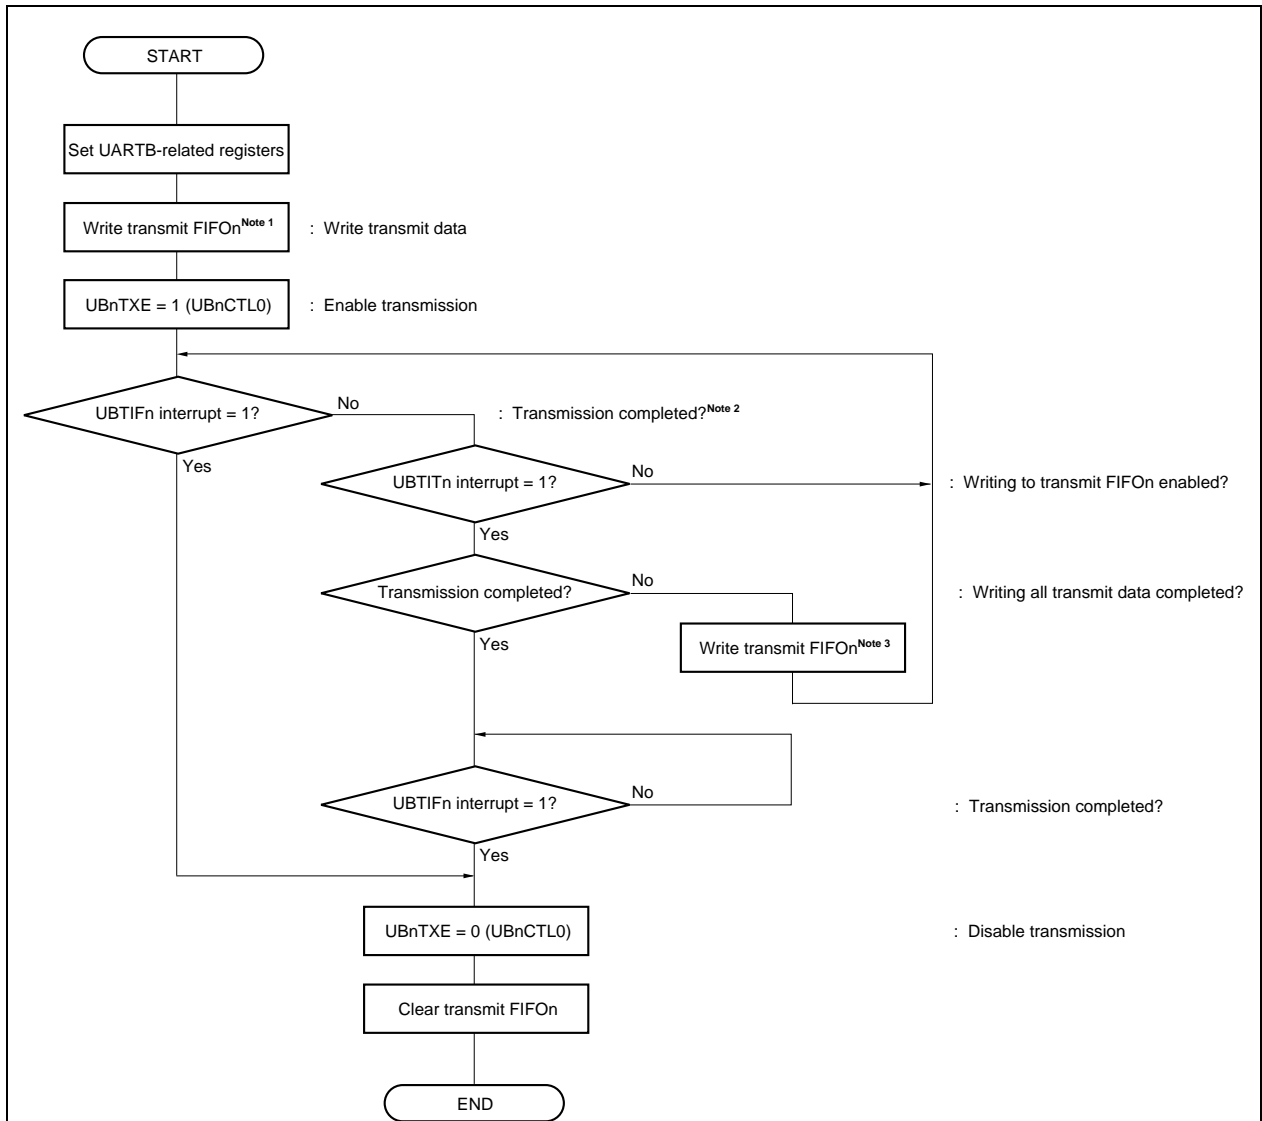 START
Set UARTB-related registers
Write transmit FIFOnNote 1 : Write transmit data
UBnTXE = 1 (UBnCTL0) : Enable transmission
UBTIFn interrupt = 1? No : Transmission completed?Note 2
Yes
UBTITn interrupt = 1? No : Writing to transmit FIFOn enabled?
Yes
Transmission completed? No : Writing all transmit data completed?
Yes
Write transmit FIFOnNote 3
UBTIFn interrupt = 1? No : Transmission completed?
Yes
UBnTXE = 0 (UBnCTL0) : Disable transmission
Clear transmit FIFOn
END